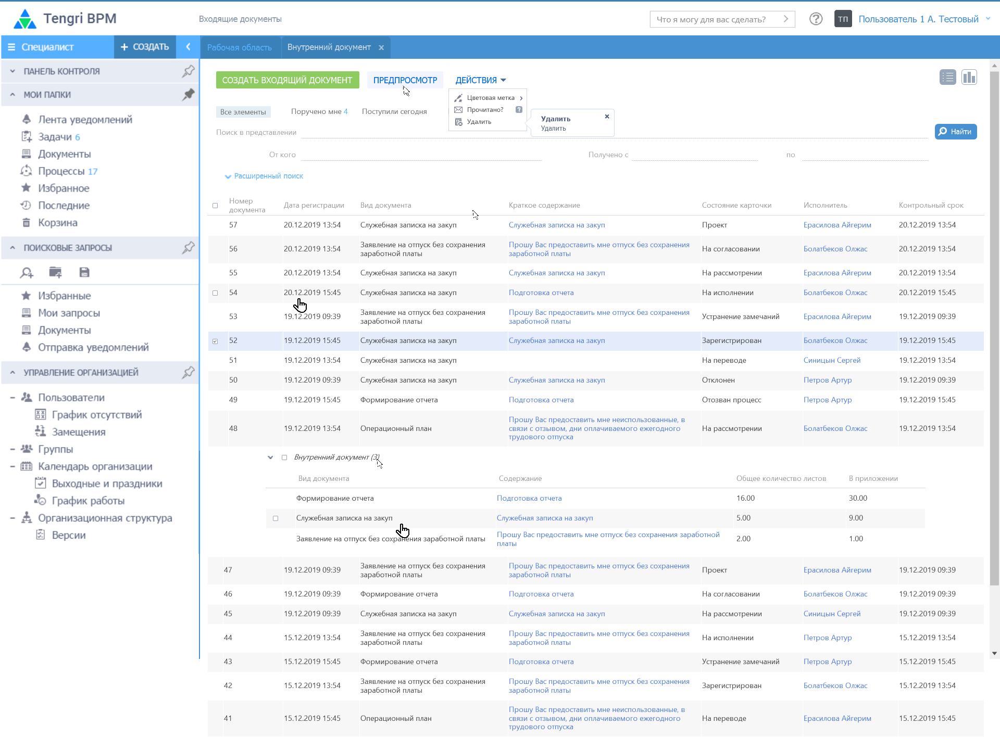 Tengri BPM
Входящие документы
Что я могу для вас сделать?
?
ТП
Пользователь 1 А. Тестовый
Специалист
+ СОЗДАТЬ
Рабочая область
Внутренний документ ×
ПАНЕЛЬ КОНТРОЛЯ
МОИ ПАПКИ
Лента уведомлений
Задачи 6
Документы
Процессы 17
Избранное
Последние
Корзина
ПОИСКОВЫЕ ЗАПРОСЫ
Избранные
Мои запросы
Документы
Отправка уведомлений
УПРАВЛЕНИЕ ОРГАНИЗАЦИЕЙ
Пользователи
График отсутствий
Замещения
Группы
Календарь организации
Выходные и праздники
График работы
Организационная структура
Версии
СОЗДАТЬ ВХОДЯЩИЙ ДОКУМЕНТ
ПРЕДПРОСМОТР
ДЕЙСТВИЯ
Цветовая метка
Прочитано? ?
Удалить
Удалить
Удалить
Все элементы
Поручено мне 4
Поступили сегодня
Поиск в представлении
Найти
От кого
Получено с
по
Расширенный поиск
Номер документа Дата регистрации Вид документа Краткое содержание Состояние карточки Исполнитель Контрольный срок
57 20.12.2019 13:54 Служебная записка на закуп Служебная записка на закуп Проект Ерасилова Айгерим 20.12.2019 13:54
56 20.12.2019 13:54 Заявление на отпуск без сохранения заработной платы Прошу Вас предоставить мне отпуск без сохранения заработной платы На согласовании Болатбеков Олжас 20.12.2019 13:54
55 20.12.2019 13:54 Служебная записка на закуп Служебная записка на закуп На рассмотрении Ерасилова Айгерим 20.12.2019 13:54
54 20.12.2019 15:45 Служебная записка на закуп Подготовка отчета На исполнении Болатбеков Олжас 20.12.2019 15:45
53 19.12.2019 09:39 Заявление на отпуск без сохранения заработной платы Прошу Вас предоставить мне отпуск без сохранения заработной платы Устранение замечаний Ерасилова Айгерим 19.12.2019 09:39
52 19.12.2019 15:45 Служебная записка на закуп Служебная записка на закуп Зарегистрирован Болатбеков Олжас 19.12.2019 15:45
51 19.12.2019 13:54 Служебная записка на закуп На переводе Синицын Сергей 19.12.2019 13:54
50 19.12.2019 09:39 Служебная записка на закуп Служебная записка на закуп Отклонен Петров Артур 19.12.2019 09:39
49 19.12.2019 15:45 Формирование отчета Подготовка отчета Отозван процесс Петров Артур 19.12.2019 15:45
48 19.12.2019 13:54 Операционный план Прошу Вас предоставить мне неиспользованные, в связи с отзывом, дни оплачиваемого ежегодного трудового отпуска На рассмотрении Болатбеков Олжас 19.12.2019 13:54
Внутренний документ (3)
Вид документа Содержание Общее количество листов В приложении
Формирование отчета Подготовка отчета 16.00 30.00
Служебная записка на закуп Служебная записка на закуп 5.00 9.00
Заявление на отпуск без сохранения заработной платы Прошу Вас предоставить мне отпуск без сохранения заработной платы 2.00 1.00
47 19.12.2019 09:39 Заявление на отпуск без сохранения заработной платы Прошу Вас предоставить мне отпуск без сохранения заработной платы Проект Ерасилова Айгерим 19.12.2019 09:39
46 19.12.2019 09:39 Формирование отчета Подготовка отчета На согласовании Болатбеков Олжас 19.12.2019 09:39
45 19.12.2019 09:39 Служебная записка на закуп Служебная записка на закуп На рассмотрении Синицын Сергей 19.12.2019 09:39
44 15.12.2019 13:54 Заявление на отпуск без сохранения заработной платы Прошу Вас предоставить мне отпуск без сохранения заработной платы На исполнении Петров Артур 15.12.2019 13:54
43 15.12.2019 15:45 Формирование отчета Подготовка отчета Устранение замечаний Петров Артур 15.12.2019 15:45
42 15.12.2019 13:54 Заявление на отпуск без сохранения заработной платы Прошу Вас предоставить мне отпуск без сохранения заработной платы Зарегистрирован Болатбеков Олжас 15.12.2019 13:54
41 15.12.2019 15:45 Операционный план Прошу Вас предоставить мне неиспользованные, в связи с отзывом, дни оплачиваемого ежегодного трудового отпуска На переводе Ерасилова Айгерим 15.12.2019 15:45